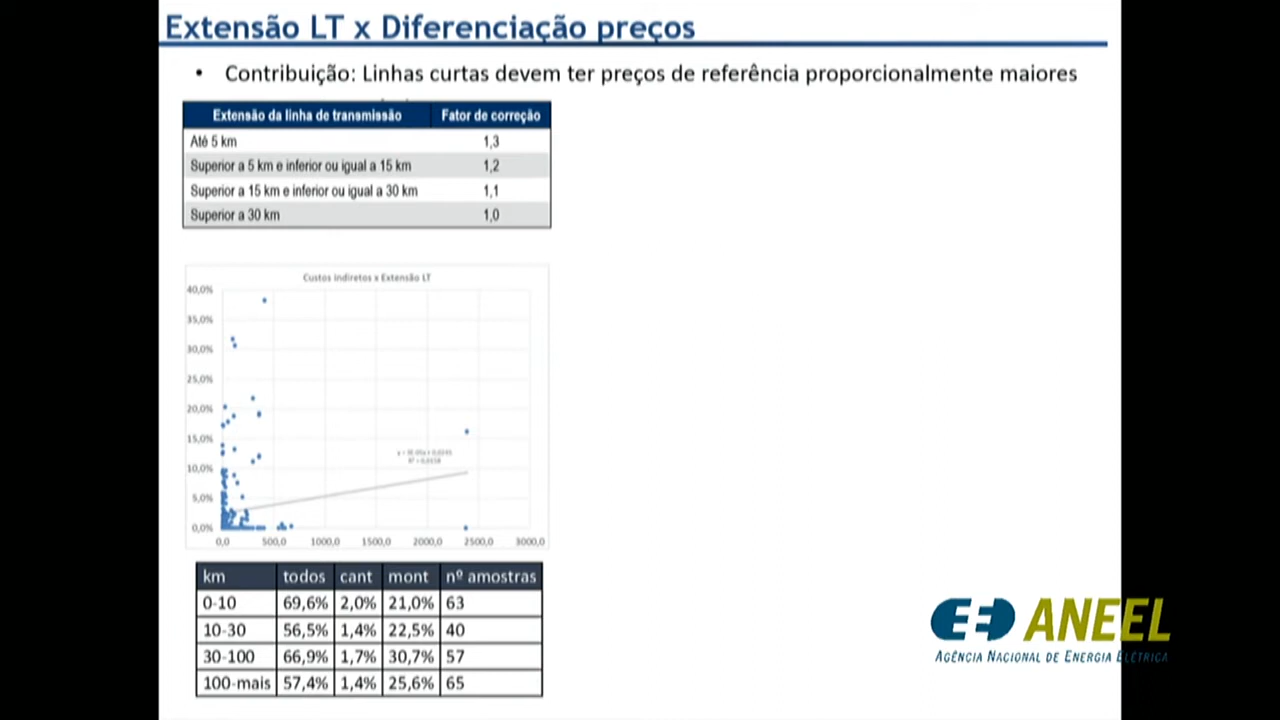 Extensão LT x Diferenciação preços
• Contribuição: Linhas curtas devem ter preços de referência proporcionalmente maiores
Extensão da linha de transmissão Fator de correção
Até 5 km 1,3
Superior a 5 km e inferior ou igual a 15 km 1,2
Superior a 15 km e inferior ou igual a 30 km 1,1
Superior a 30 km 1,0
Custos Indiretos x Extensão LT
40,0%
35,0%
30,0%
25,0%
20,0%
15,0%
10,0%
5,0%
0,0%
0,0 500,0 1000,0 1500,0 2000,0 2500,0 3000,0
km todos cant mont nº amostras
0-10 69,6% 2,0% 21,0% 63
10-30 56,5% 1,4% 22,5% 40
30-100 66,9% 1,7% 30,7% 57
100-mais 57,4% 1,4% 25,6% 65
ANEEL
AGÊNCIA NACIONAL DE ENERGIA ELÉTRICA